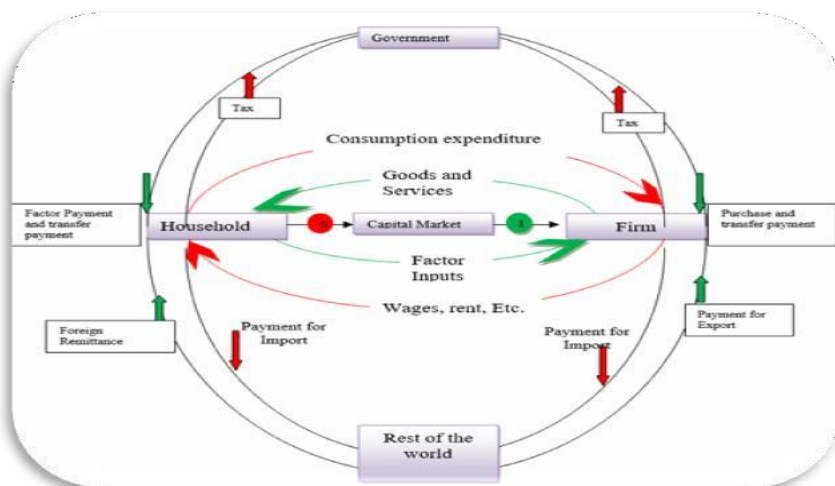 Government
Tax
Tax
Consumption expenditure
Goods and
Services
Factor Payment
and transfer
payment
Household
S
Capital Market
I
Firm
Purchase and
transfer payment
Factor
Inputs
Wages, rent, Etc.
Foreign
Remittance
Payment for
Import
Payment for
Import
Payment for
Export
Rest of the
world